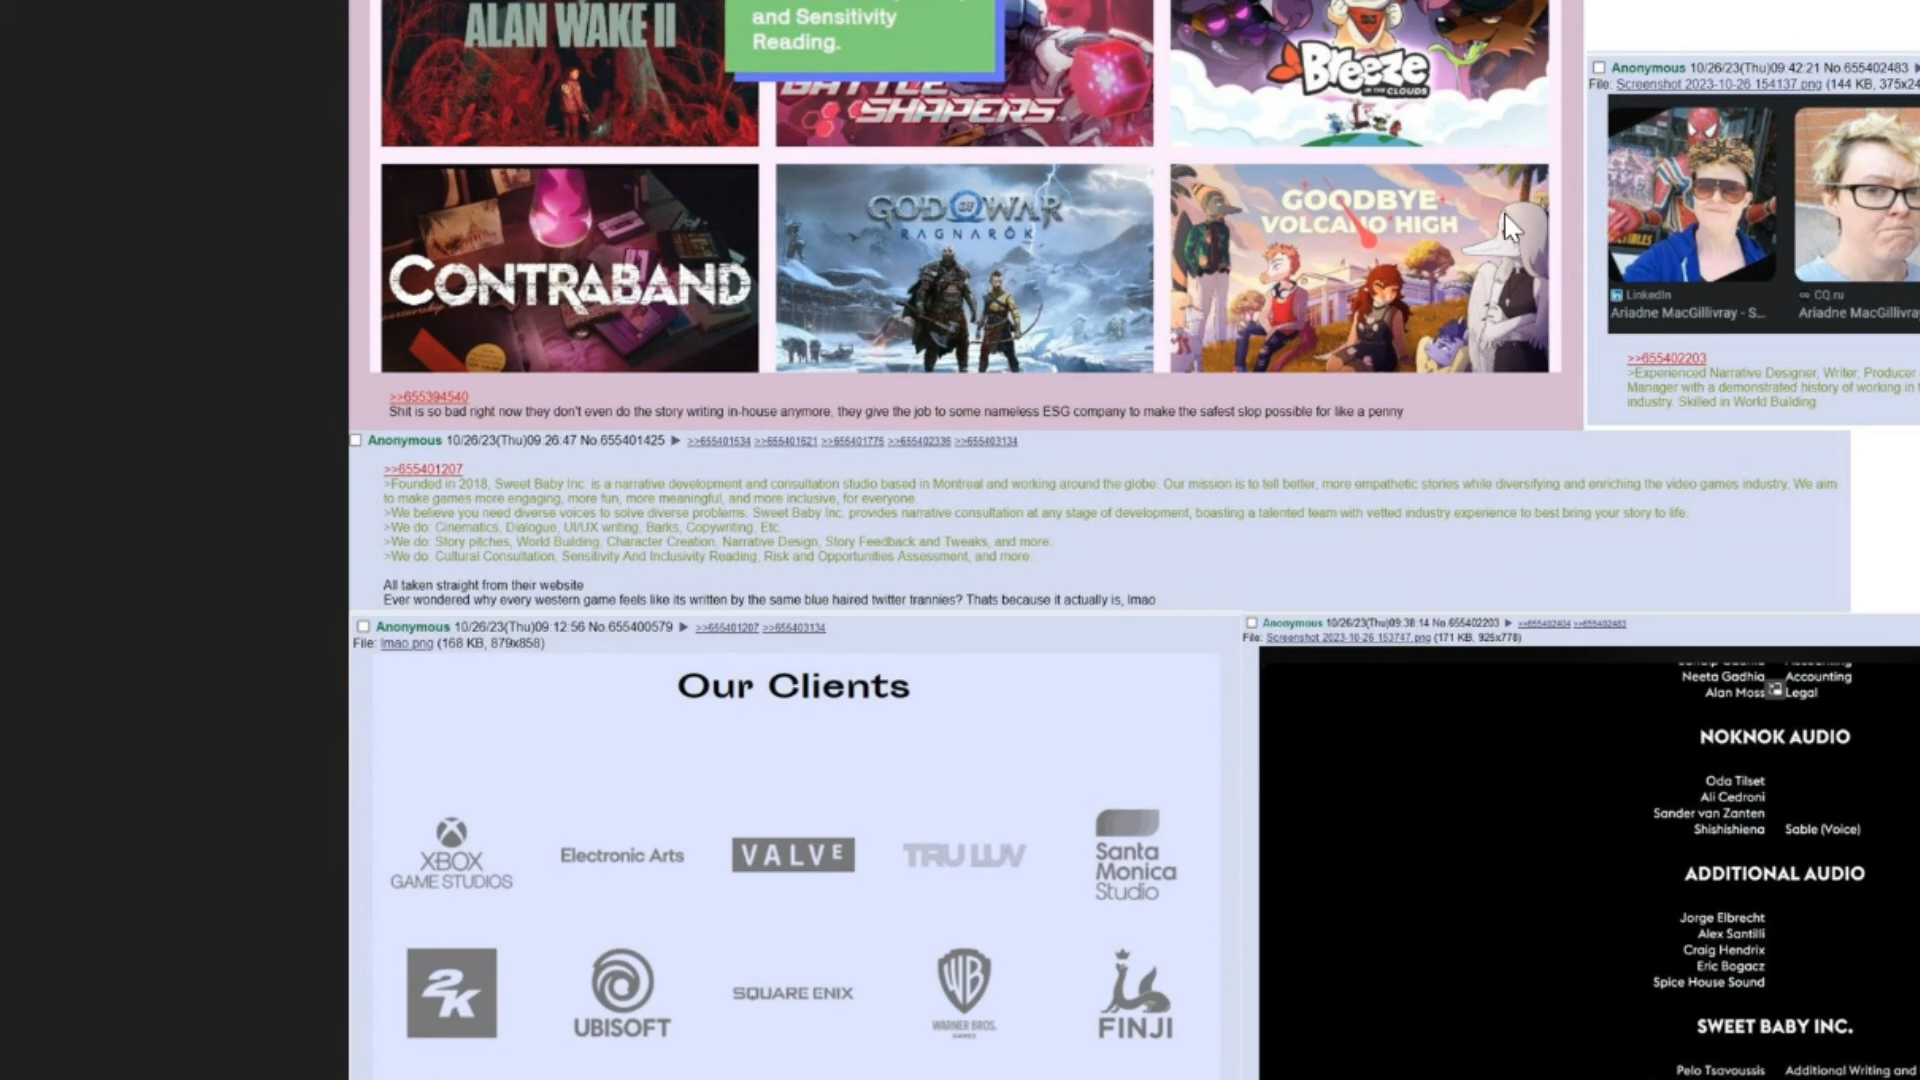 ALAN WAKE II
and Sensitivity
Reading.
BATTLE
SHAPERS
Breeze
IN THE CLOUDS
CONTRABAND
GOD OF WAR
RAGNARÖK
GOODBYE
VOLCANO HIGH
>>655394540
Shit is so bad right now they don't even do the story writing in-house anymore, they give the job to some nameless ESG company to make the safest slop possible for like a penny
Anonymous 10/26/23(Thu)09:42:21 No.655402483
File: Screenshot 2023-10-26 154137.png (144 KB,
LinkedIn
Ariadne MacGillivray - S...
CQ.ru
Ariadne MacGillivray
>>655402203
>Experienced Narrative Designer, Writer, Producer
Manager with a demonstrated history of working in
industry. Skilled in World Building
Anonymous 10/26/23(Thu)09:26:47 No.655401425 ▶ >>655401534 >>655401621 >>655401775 >>655402336 >>655403134
>>655401207
>Founded in 2018, Sweet Baby Inc. is a narrative development and consultation studio based in Montreal and working around the globe. Our mission is to tell better, more empathetic stories while diversifying and enriching the video games industry. We aim
to make games more engaging, more fun, more meaningful, and more inclusive, for everyone.
>We believe you need diverse voices to solve diverse problems. Sweet Baby Inc. provides narrative consultation at any stage of development, boasting a talented team with vetted industry experience to best bring your story to life.
>We do: Cinematics, Dialogue, UI/UX writing, Barks, Copywriting, Etc.
>We do: Story pitches, World Building, Character Creation, Narrative Design, Story Feedback and Tweaks, and more.
>We do: Cultural Consultation, Sensitivity And Inclusivity Reading, Risk and Opportunities Assessment, and more.
All taken straight from their website
Ever wondered why every western game feels like its written by the same blue haired twitter trannies? Thats because it actually is, lmao
Anonymous 10/26/23(Thu)09:12:56 No.655400579 ▶ >>655401207 >>655403134
File: lmao.png (168 KB, 879x858)
Our Clients
XBOX
GAME STUDIOS
Electronic Arts
VALVE
TRU LUV
Santa
Monica
Studio
2K
UBISOFT
SQUARE ENIX
WB
WARNER BROS.
GAMES
FINJI
Anonymous 10/26/23(Thu)09:38:14 No.655402203 ▶ >>655402404 >>655402483
File: Screenshot 2023-10-26 153747.png (171 KB, 925x778)
Neeta Gadhia Accounting
Alan Moss Legal
NOKNOK AUDIO
Oda Tilset
Ali Cedroni
Sander van Zanten
Shishishiena Sable (Voice)
ADDITIONAL AUDIO
Jorge Elbrecht
Alex Santilli
Craig Hendrix
Eric Bogacz
Spice House Sound
SWEET BABY INC.
Pelo Tsavoussis Additional Writing and